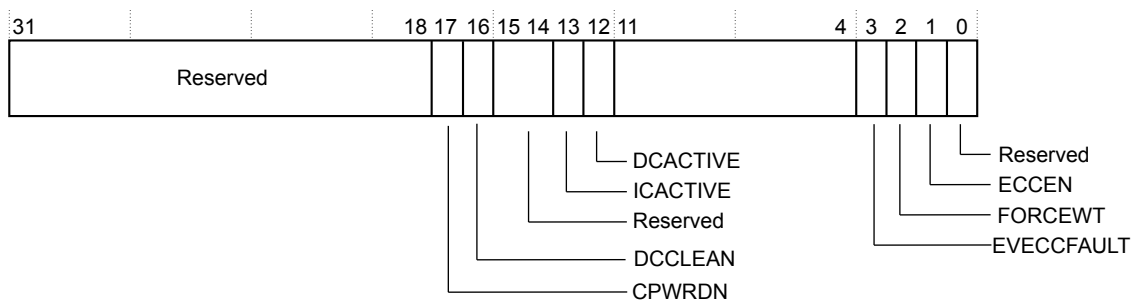 31 18 17 16 15 14 13 12 11 4 3 2 1 0
Reserved
DCACTIVE Reserved
ICACTIVE ECCEN
Reserved FORCEWT
DCCLEAN EVECCFAULT
CPWRDN